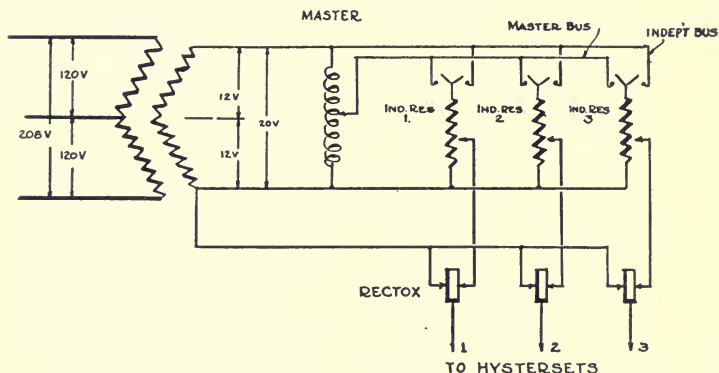 MASTER
MASTER BUS
INDEP'T BUS
120V
208V
120V
12V
12V
20V
IND. RES
1.
IND. RES
2
IND. RES
3
RECTOX
1
2
3
TO HYSTERSETS